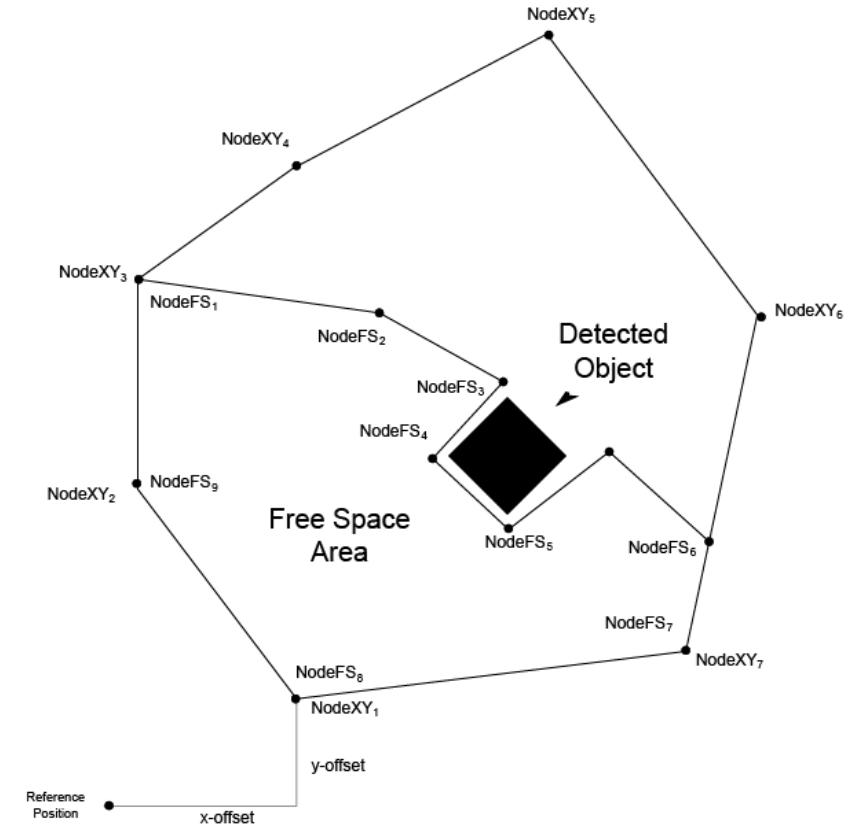 NodeXY₅
NodeXY₄
NodeXY₃
NodeFS₁
NodeXY₆
NodeFS₂
Detected
Object
NodeFS₃
NodeFS₄
NodeFS₉
NodeXY₂
Free Space
Area
NodeFS₅
NodeFS₆
NodeFS₇
NodeXY₇
NodeFS₈
NodeXY₁
y-offset
Reference
Position
x-offset